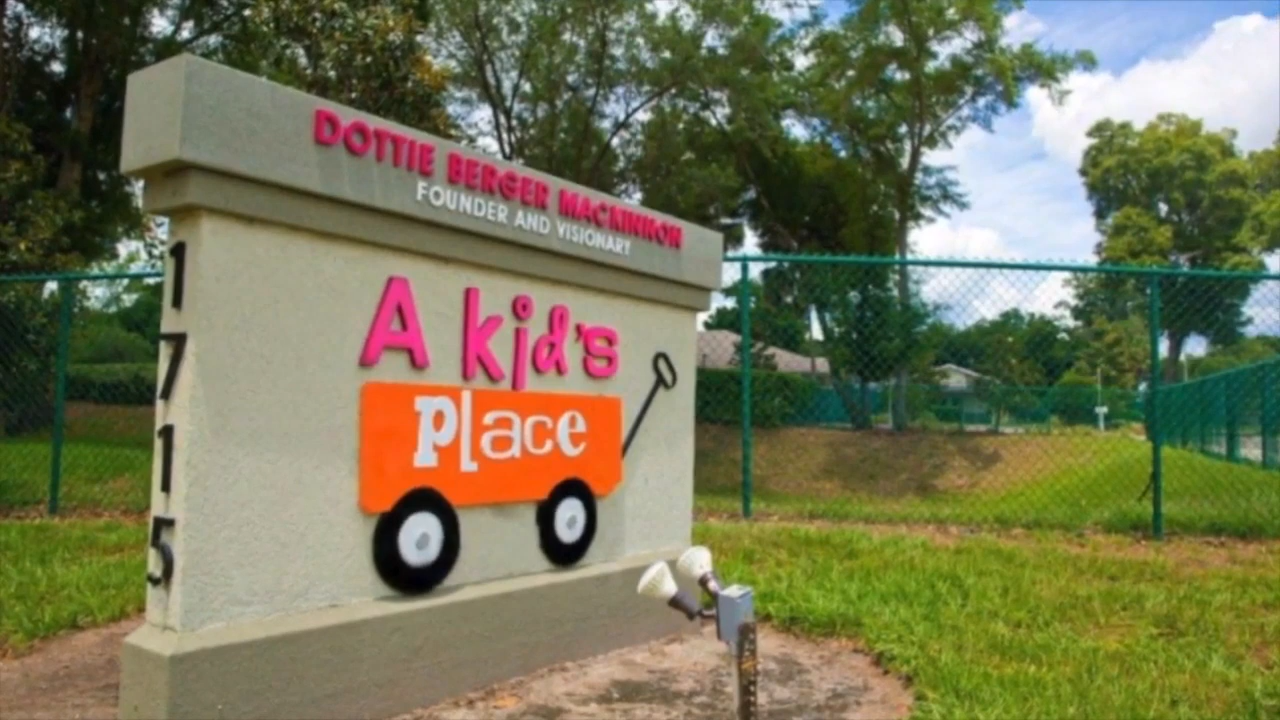 DOTTIE BERGER MACKINNON
FOUNDER AND VISIONARY
A kid's
place
1715